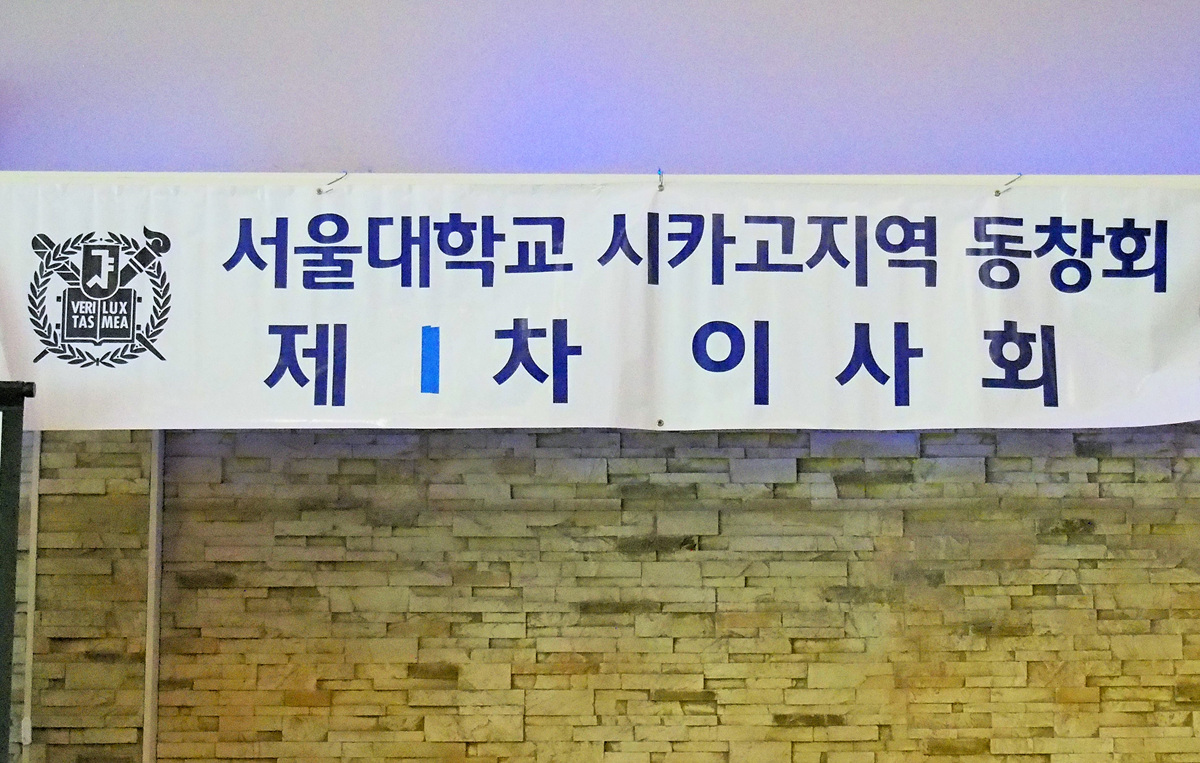 서울대학교 시카고지역 동창회
제 1 차 이 사 회
VERI LUX
TAS MEA